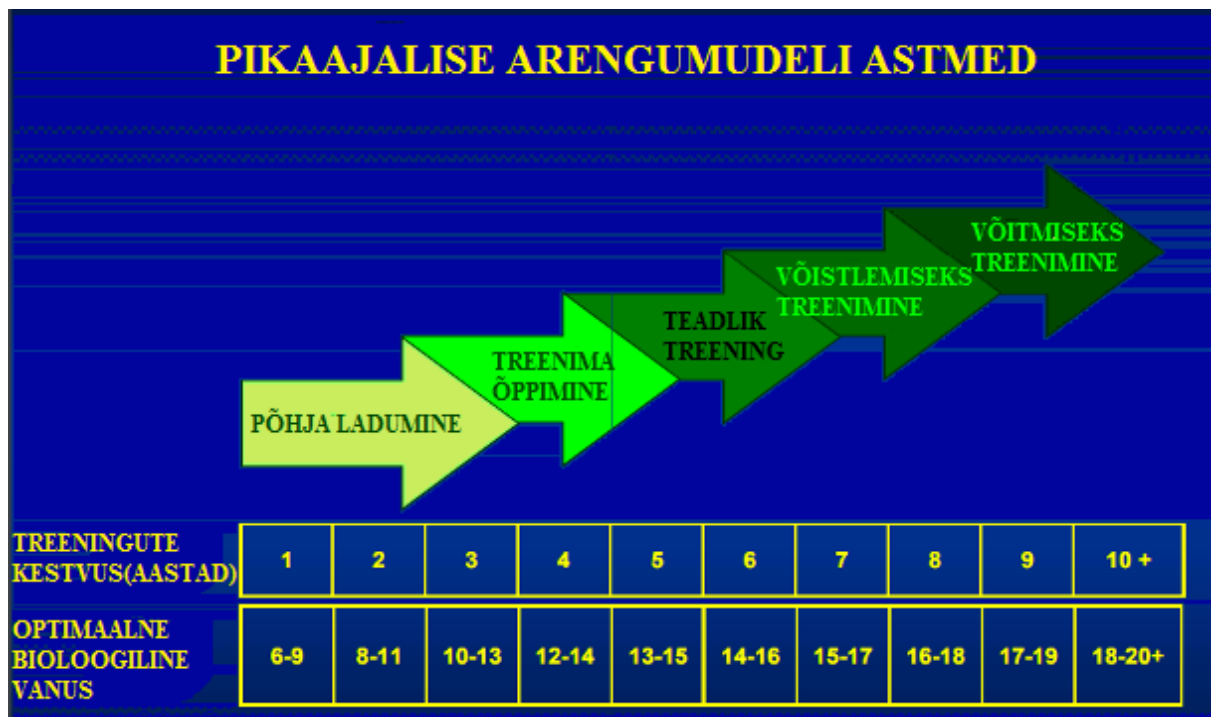 PIKAAJALISE ARENGUMUDELI ASTMED
VÕITMISEKS
TREENIMINE
VÕISTLEMISEKS
TREENIMINE
TEADLIK
TREENING
TREENIMA
ÕPPIMINE
PÕHJA LADUMINE
TREENINGUTE
KESTVUS(AASTAD)
1 2 3 4 5 6 7 8 9 10 +
OPTIMAALNE
BIOLOOGILINE
VANUS
6-9 8-11 10-13 12-14 13-15 14-16 15-17 16-18 17-19 18-20+